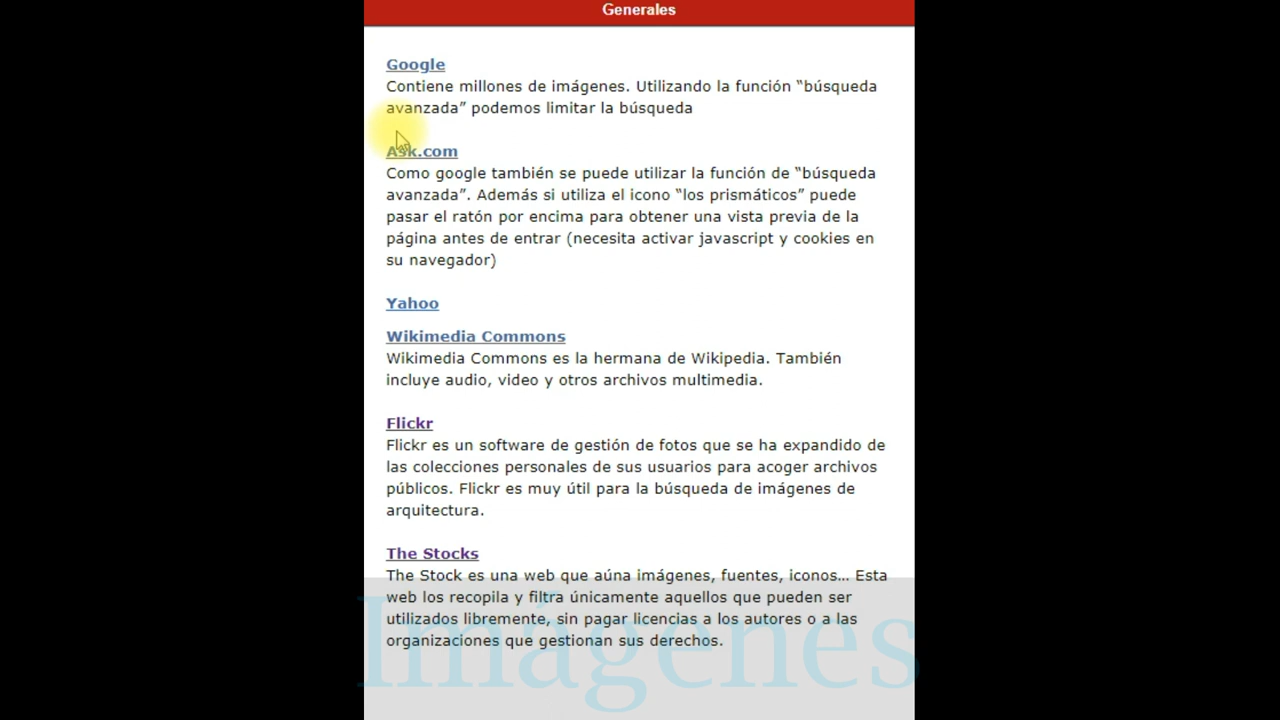 Generales
Google
Contiene millones de imágenes. Utilizando la función “búsqueda
avanzada” podemos limitar la búsqueda
Ask.com
Como google también se puede utilizar la función de “búsqueda
avanzada”. Además si utiliza el icono “los prismáticos” puede
pasar el ratón por encima para obtener una vista previa de la
página antes de entrar (necesita activar javascript y cookies en
su navegador)
Yahoo
Wikimedia Commons
Wikimedia Commons es la hermana de Wikipedia. También
incluye audio, video y otros archivos multimedia.
Flickr
Flickr es un software de gestión de fotos que se ha expandido de
las colecciones personales de sus usuarios para acoger archivos
públicos. Flickr es muy útil para la búsqueda de imágenes de
arquitectura.
The Stocks
The Stock es una web que aúna imágenes, fuentes, iconos... Esta
web los recopila y filtra únicamente aquellos que pueden ser
utilizados libremente, sin pagar licencias a los autores o a las
organizaciones que gestionan sus derechos.
Imágenes